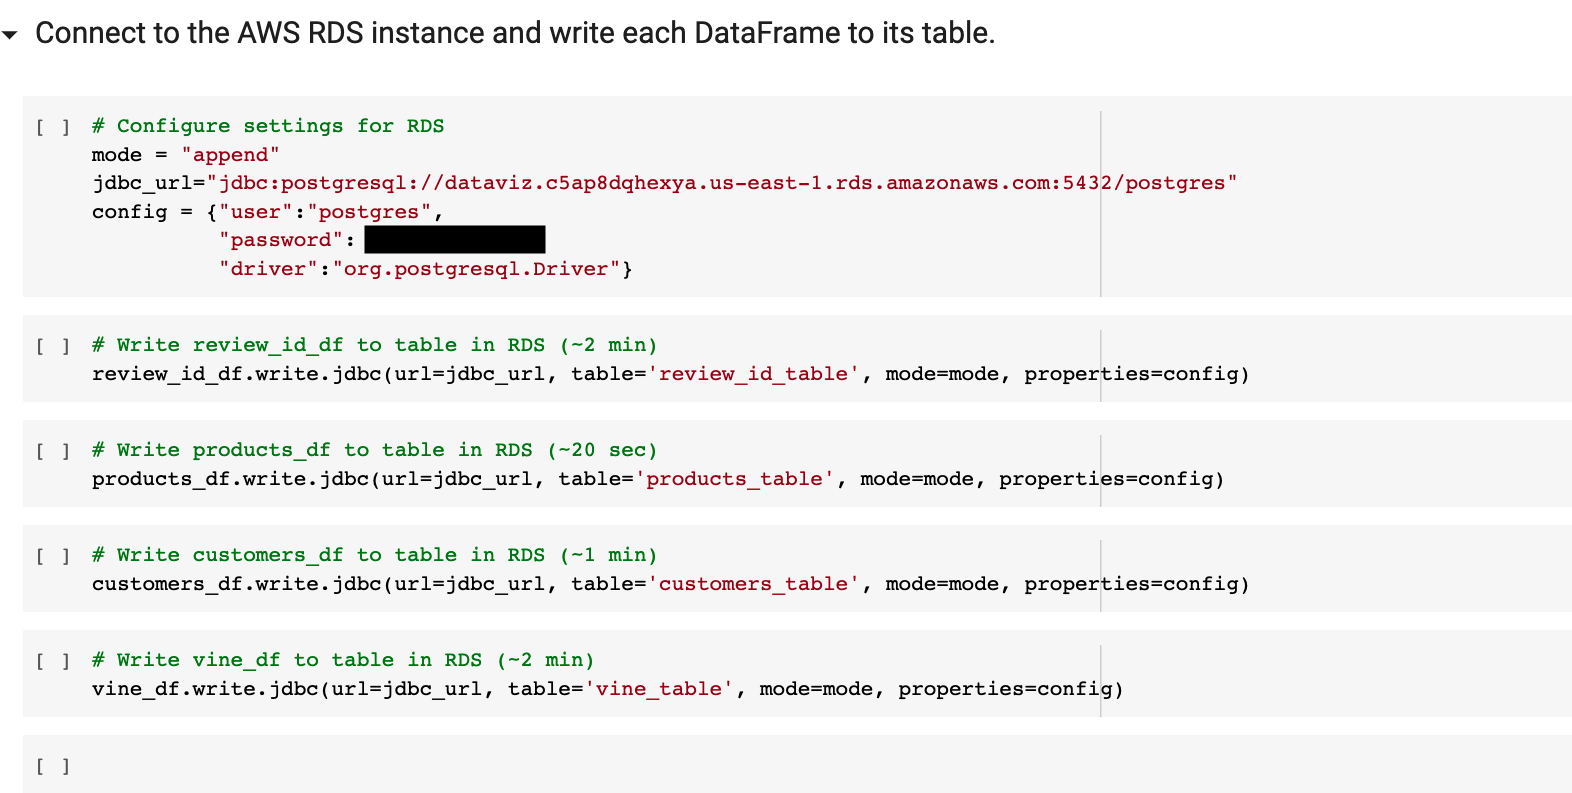 Connect to the AWS RDS instance and write each DataFrame to its table.
[ ] # Configure settings for RDS
mode = "append"
jdbc_url="jdbc:postgresql://dataviz.c5ap8dqhexya.us-east-1.rds.amazonaws.com:5432/postgres"
config = {"user":"postgres",
"password":
"driver":"org.postgresql.Driver"}
[ ] # Write review_id_df to table in RDS (~2 min)
review_id_df.write.jdbc(url=jdbc_url, table='review_id_table', mode=mode, properties=config)
[ ] # Write products_df to table in RDS (~20 sec)
products_df.write.jdbc(url=jdbc_url, table='products_table', mode=mode, properties=config)
[ ] # Write customers_df to table in RDS (~1 min)
customers_df.write.jdbc(url=jdbc_url, table='customers_table', mode=mode, properties=config)
[ ] # Write vine_df to table in RDS (~2 min)
vine_df.write.jdbc(url=jdbc_url, table='vine_table', mode=mode, properties=config)
[ ]